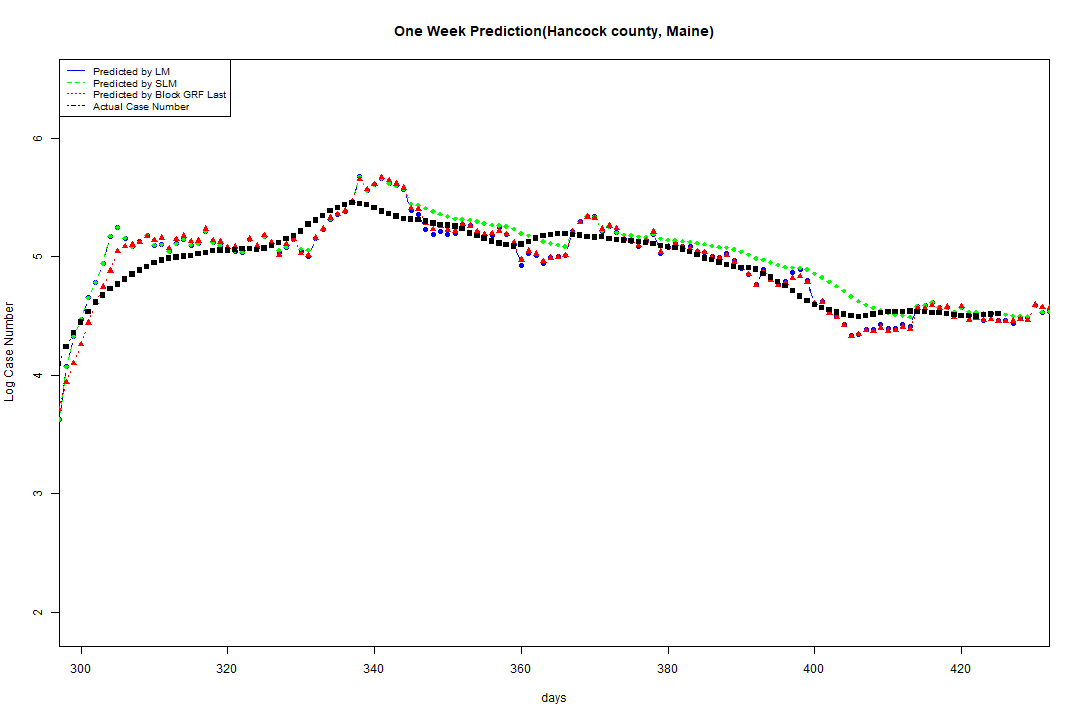 One Week Prediction(Hancock county, Maine)
Predicted by LM
Predicted by SLM
Predicted by Block GRF Last
Actual Case Number
6
5
4
3
2
Log Case Number
300 320 340 360 380 400 420
days